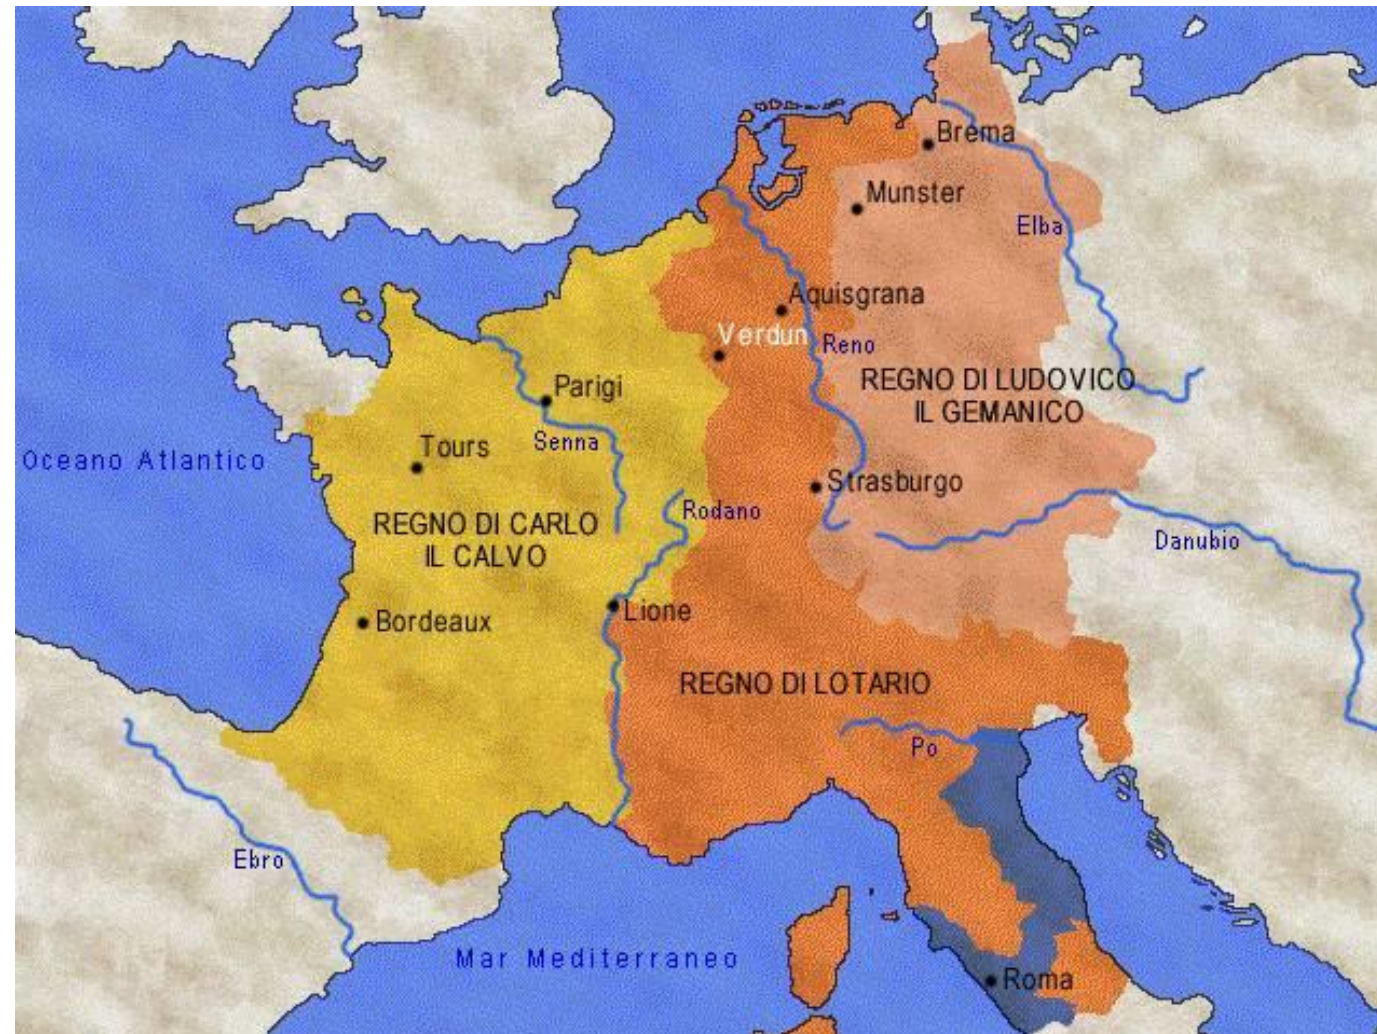 Brema
Munster
Elba
Aquisgrana
Verdun
Reno
REGNO DI LUDOVICO
IL GEMANICO
Parigi
Senna
Tours
Oceano Atlantico
Strasburgo
Rodano
REGNO DI CARLO
IL CALVO
Danubio
Lione
Bordeaux
REGNO DI LOTARIO
Po
Ebro
Mar Mediterraneo
Roma